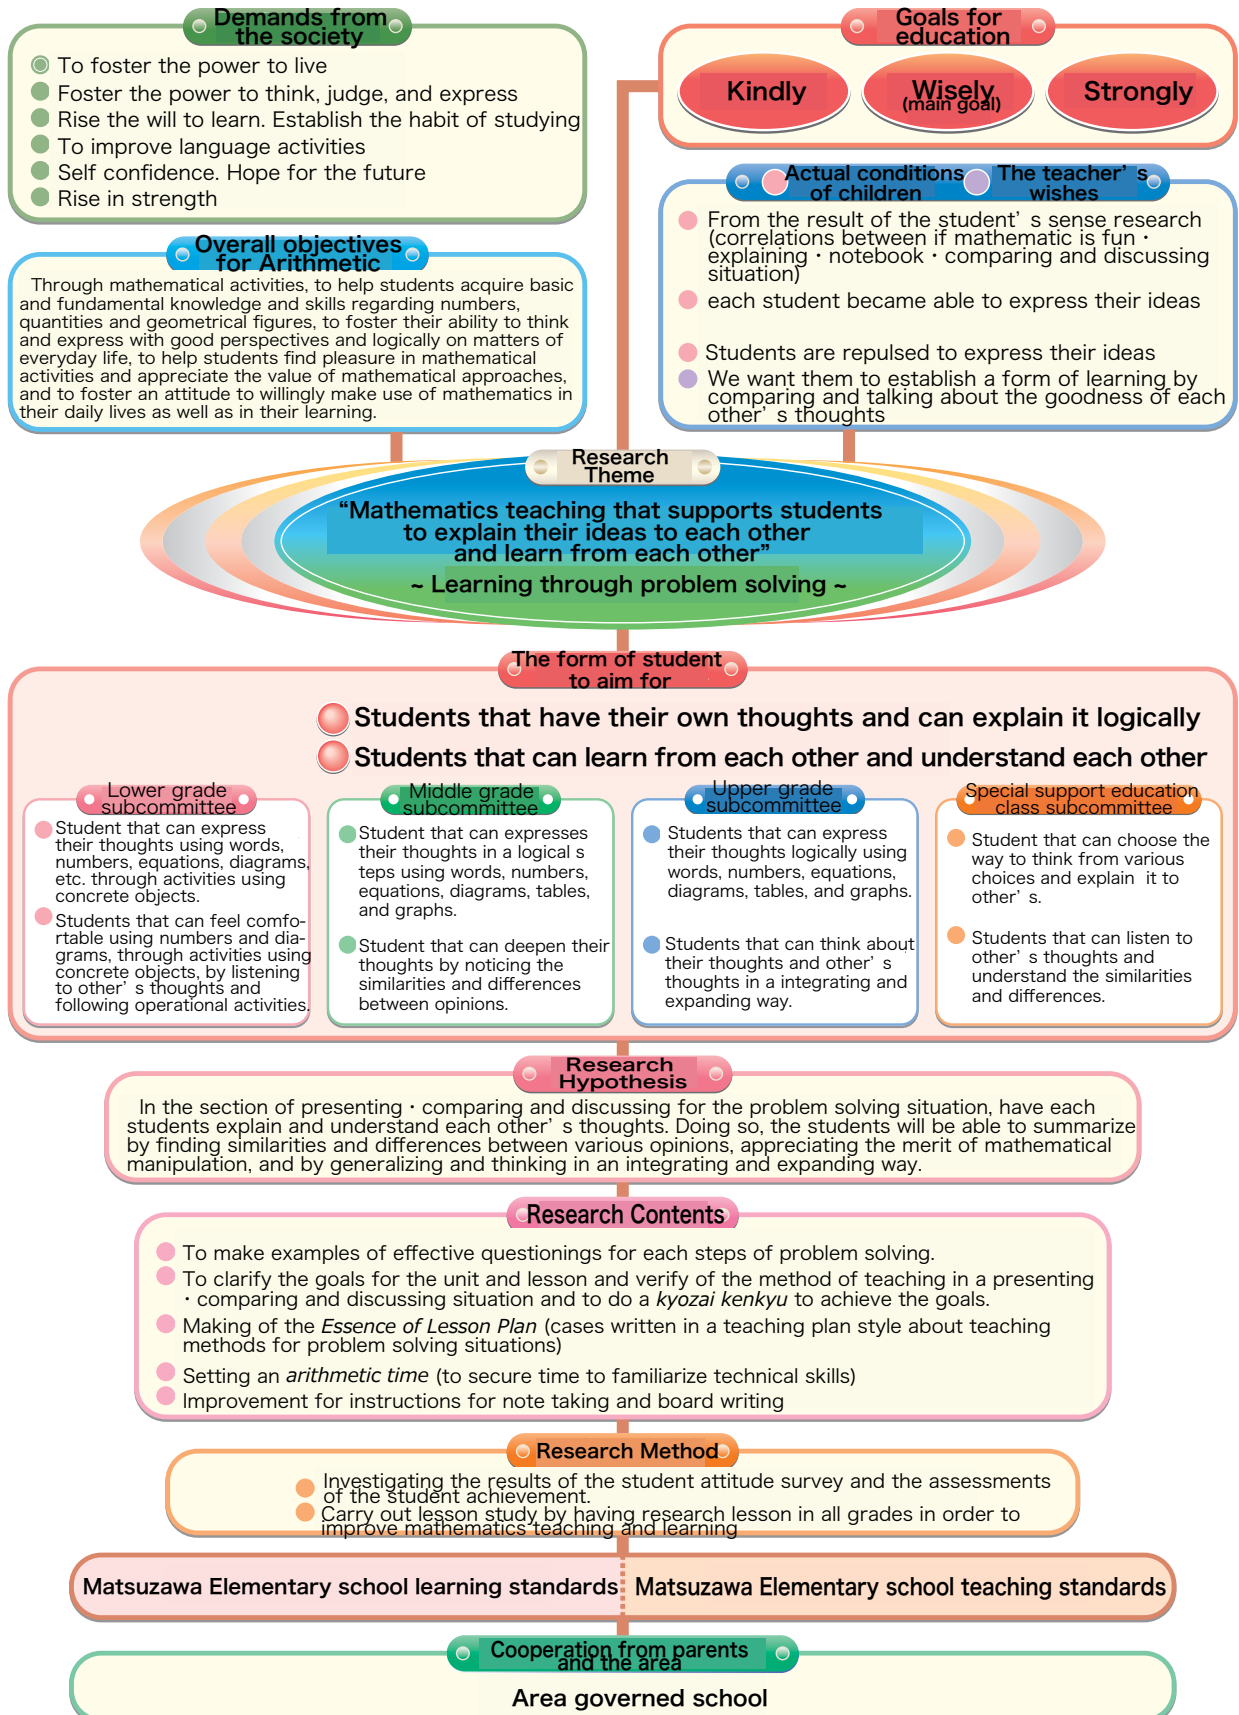 Demands from
the society
To foster the power to live
Foster the power to think, judge, and express
Rise the will to learn. Establish the habit of studying
To improve language activities
Self confidence. Hope for the future
Rise in strength
Goals for
education
Kindly
Wisely
(main goal)
Strongly
Overall objectives
for Arithmetic
Through mathematical activities, to help students acquire basic
and fundamental knowledge and skills regarding numbers,
quantities and geometrical figures, to foster their ability to think
and express with good perspectives and logically on matters of
everyday life, to help students find pleasure in mathematical
activities and appreciate the value of mathematical approaches,
and to foster an attitude to willingly make use of mathematics in
their daily lives as well as in their learning.
Actual conditions
of children
The teacher’s
wishes
From the result of the student’s sense research
(correlations between if mathematic is fun・
explaining・notebook・comparing and discussing
situation)
each student became able to express their ideas
Students are repulsed to express their ideas
We want them to establish a form of learning by
comparing and talking about the goodness of each
other’s thoughts
Research
Theme
“Mathematics teaching that supports students
to explain their ideas to each other
and learn from each other”
~ Learning through problem solving ~
The form of student
to aim for
Students that have their own thoughts and can explain it logically
Students that can learn from each other and understand each other
Lower grade
subcommittee
Student that can express
their thoughts using words,
numbers, equations, diagrams,
etc. through activities using
concrete objects.
Students that can feel comfo-
rtable using numbers and dia-
grams, through activities using
concrete objects, by listening
to other’s thoughts and
following operational activities.
Middle grade
subcommittee
Student that can expresses
their thoughts in a logical s
teps using words, numbers,
equations, diagrams, tables,
and graphs.
Student that can deepen their
thoughts by noticing the
similarities and differences
between opinions.
Upper grade
subcommittee
Students that can express
their thoughts logically using
words, numbers, equations,
diagrams, tables, and graphs.
Students that can think about
their thoughts and other’s
thoughts in a integrating and
expanding way.
Special support education
class subcommittee
Student that can choose the
way to think from various
choices and explain it to
other’s.
Students that can listen to
other’s thoughts and
understand the similarities
and differences.
Research
Hypothesis
In the section of presenting・comparing and discussing for the problem solving situation, have each
students explain and understand each other’s thoughts. Doing so, the students will be able to summarize
by finding similarities and differences between various opinions, appreciating the merit of mathematical
manipulation, and by generalizing and thinking in an integrating and expanding way.
Research Contents
To make examples of effective questionings for each steps of problem solving.
To clarify the goals for the unit and lesson and verify of the method of teaching in a presenting
・comparing and discussing situation and to do a kyozai kenkyu to achieve the goals.
Making of the Essence of Lesson Plan (cases written in a teaching plan style about teaching
methods for problem solving situations)
Setting an arithmetic time (to secure time to familiarize technical skills)
Improvement for instructions for note taking and board writing
Research Method
Investigating the results of the student attitude survey and the assessments
of the student achievement.
Carry out lesson study by having research lesson in all grades in order to
improve mathematics teaching and learning
Matsuzawa Elementary school learning standards
Matsuzawa Elementary school teaching standards
Cooperation from parents
and the area
Area governed school